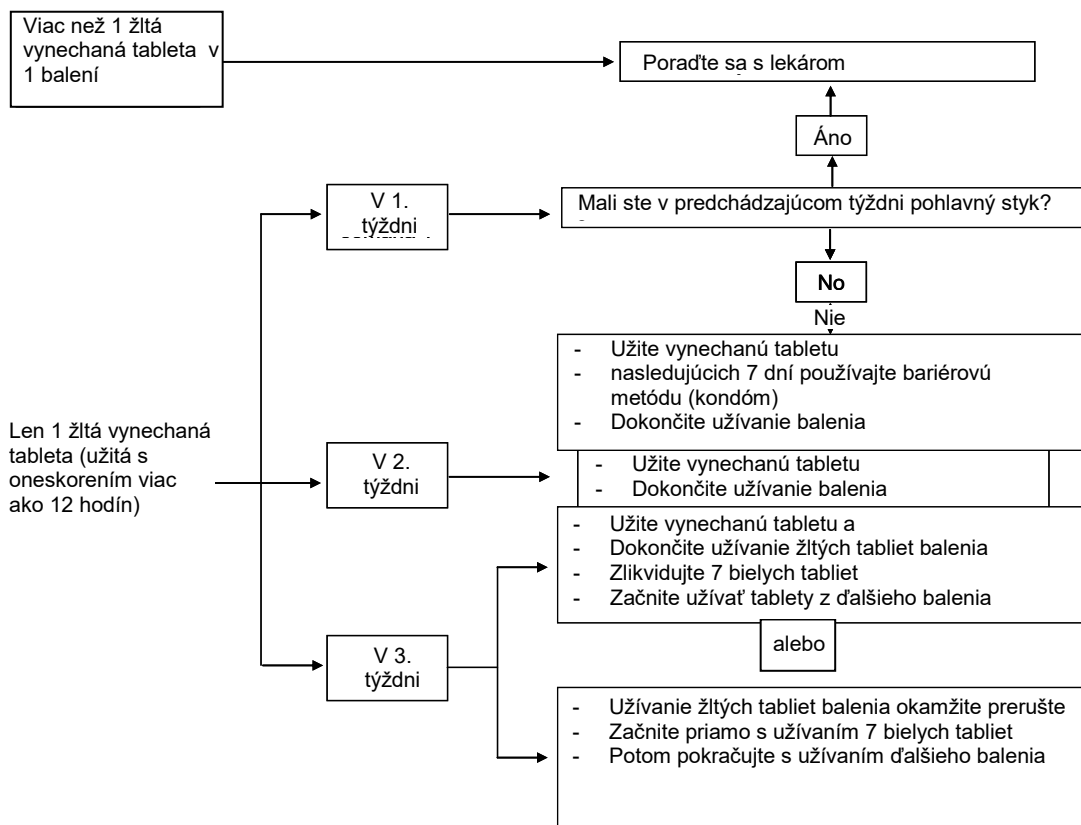 Viac než 1 žltá
vynechaná tableta v
1 balení
Poraďte sa s lekárom
Áno
V 1.
týždni
Mali ste v predchádzajúcom týždni pohlavný styk?
No
Nie
- Užite vynechanú tabletu
- nasledujúcich 7 dní používajte bariérovú
metódu (kondóm)
- Dokončite užívanie balenia
Len 1 žltá vynechaná
tableta (užitá s
oneskorením viac
ako 12 hodín)
V 2.
týždni
- Užite vynechanú tabletu
- Dokončite užívanie balenia
- Užite vynechanú tabletu a
- Dokončite užívanie žltých tabliet balenia
- Zlikvidujte 7 bielych tabliet
- Začnite užívať tablety z ďalšieho balenia
alebo
V 3.
týždni
- Užívanie žltých tabliet balenia okamžite prerušte
- Začnite priamo s užívaním 7 bielych tabliet
- Potom pokračujte s užívaním ďalšieho balenia